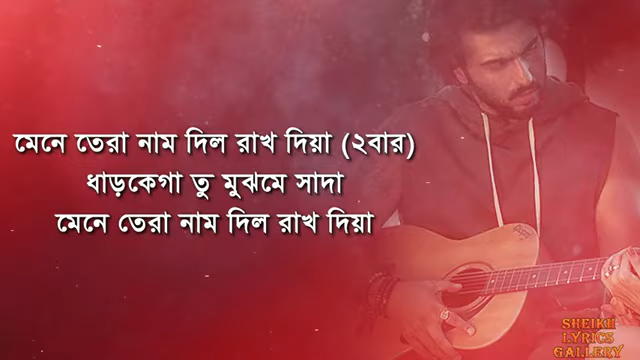 মেনে তেরা নাম দিল রাখ দিয়া (২বার)
ধাড়কেগা তু মুঝমে সাদা
মেনে তেরা নাম দিল রাখ দিয়া
SHEIKH
LYRICS
GALLERY